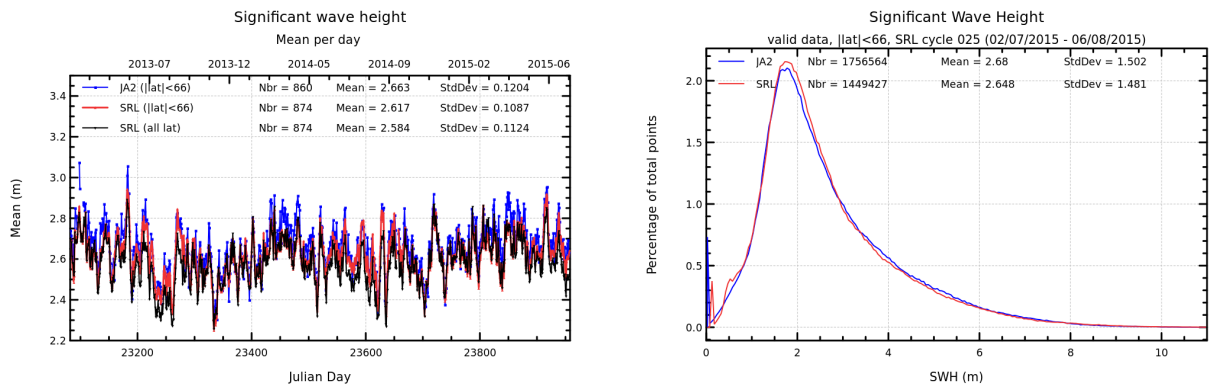 Significant wave height
Mean per day
2013-07 2013-12 2014-05 2014-09 2015-02 2015-06
JA2 (|lat|<66) Nbr = 860 Mean = 2.663 StdDev = 0.1204
SRL (|lat|<66) Nbr = 874 Mean = 2.617 StdDev = 0.1087
SRL (all lat) Nbr = 874 Mean = 2.584 StdDev = 0.1124
3.4
3.2
3.0
2.8
2.6
2.4
2.2
Mean (m)
23200 23400 23600 23800
Julian Day
Significant Wave Height
valid data, |lat|<66, SRL cycle 025 (02/07/2015 - 06/08/2015)
JA2 Nbr = 1756564 Mean = 2.68 StdDev = 1.502
SRL Nbr = 1449427 Mean = 2.648 StdDev = 1.481
2.0
1.5
1.0
0.5
0.0
Percentage of total points
0 2 4 6 8 10
SWH (m)